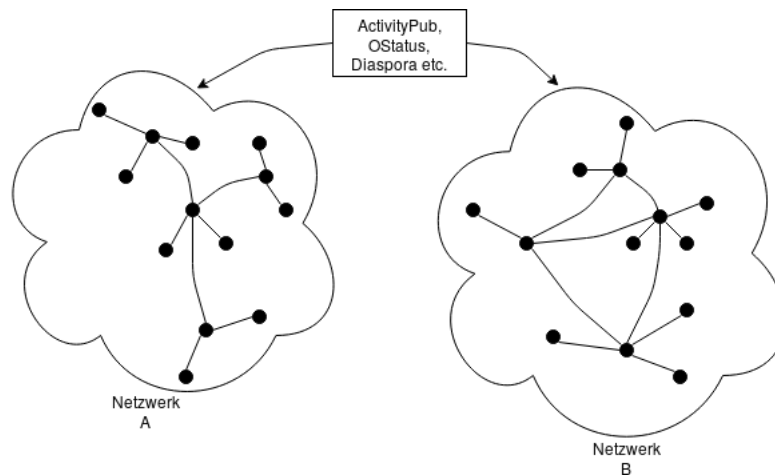 ActivityPub,
OStatus,
Diaspora etc.
Netzwerk
A
Netzwerk
B